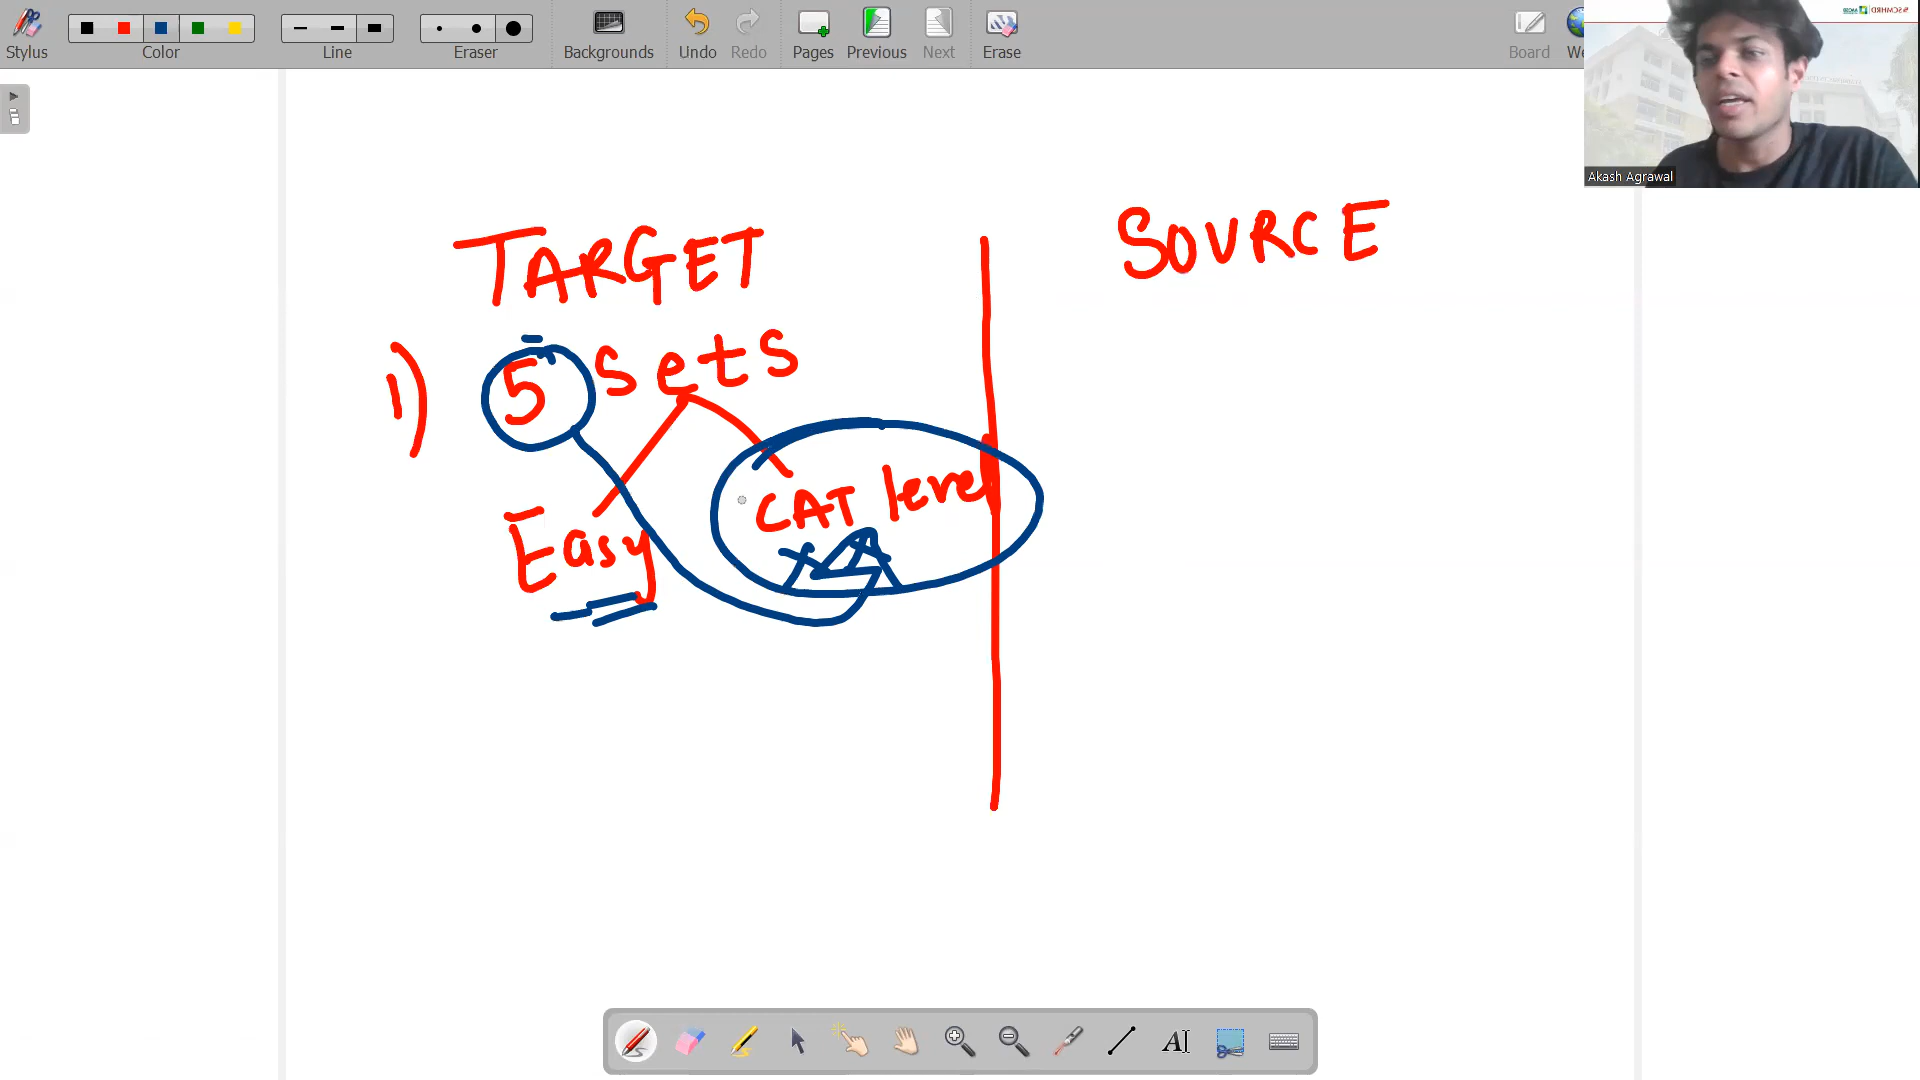 Stylus Color Line Eraser Backgrounds Undo Redo Pages Previous Next Erase Board We
Akash Agrawal
TARGET
SOURCE
1) 5 Sets
Easy
CAT level